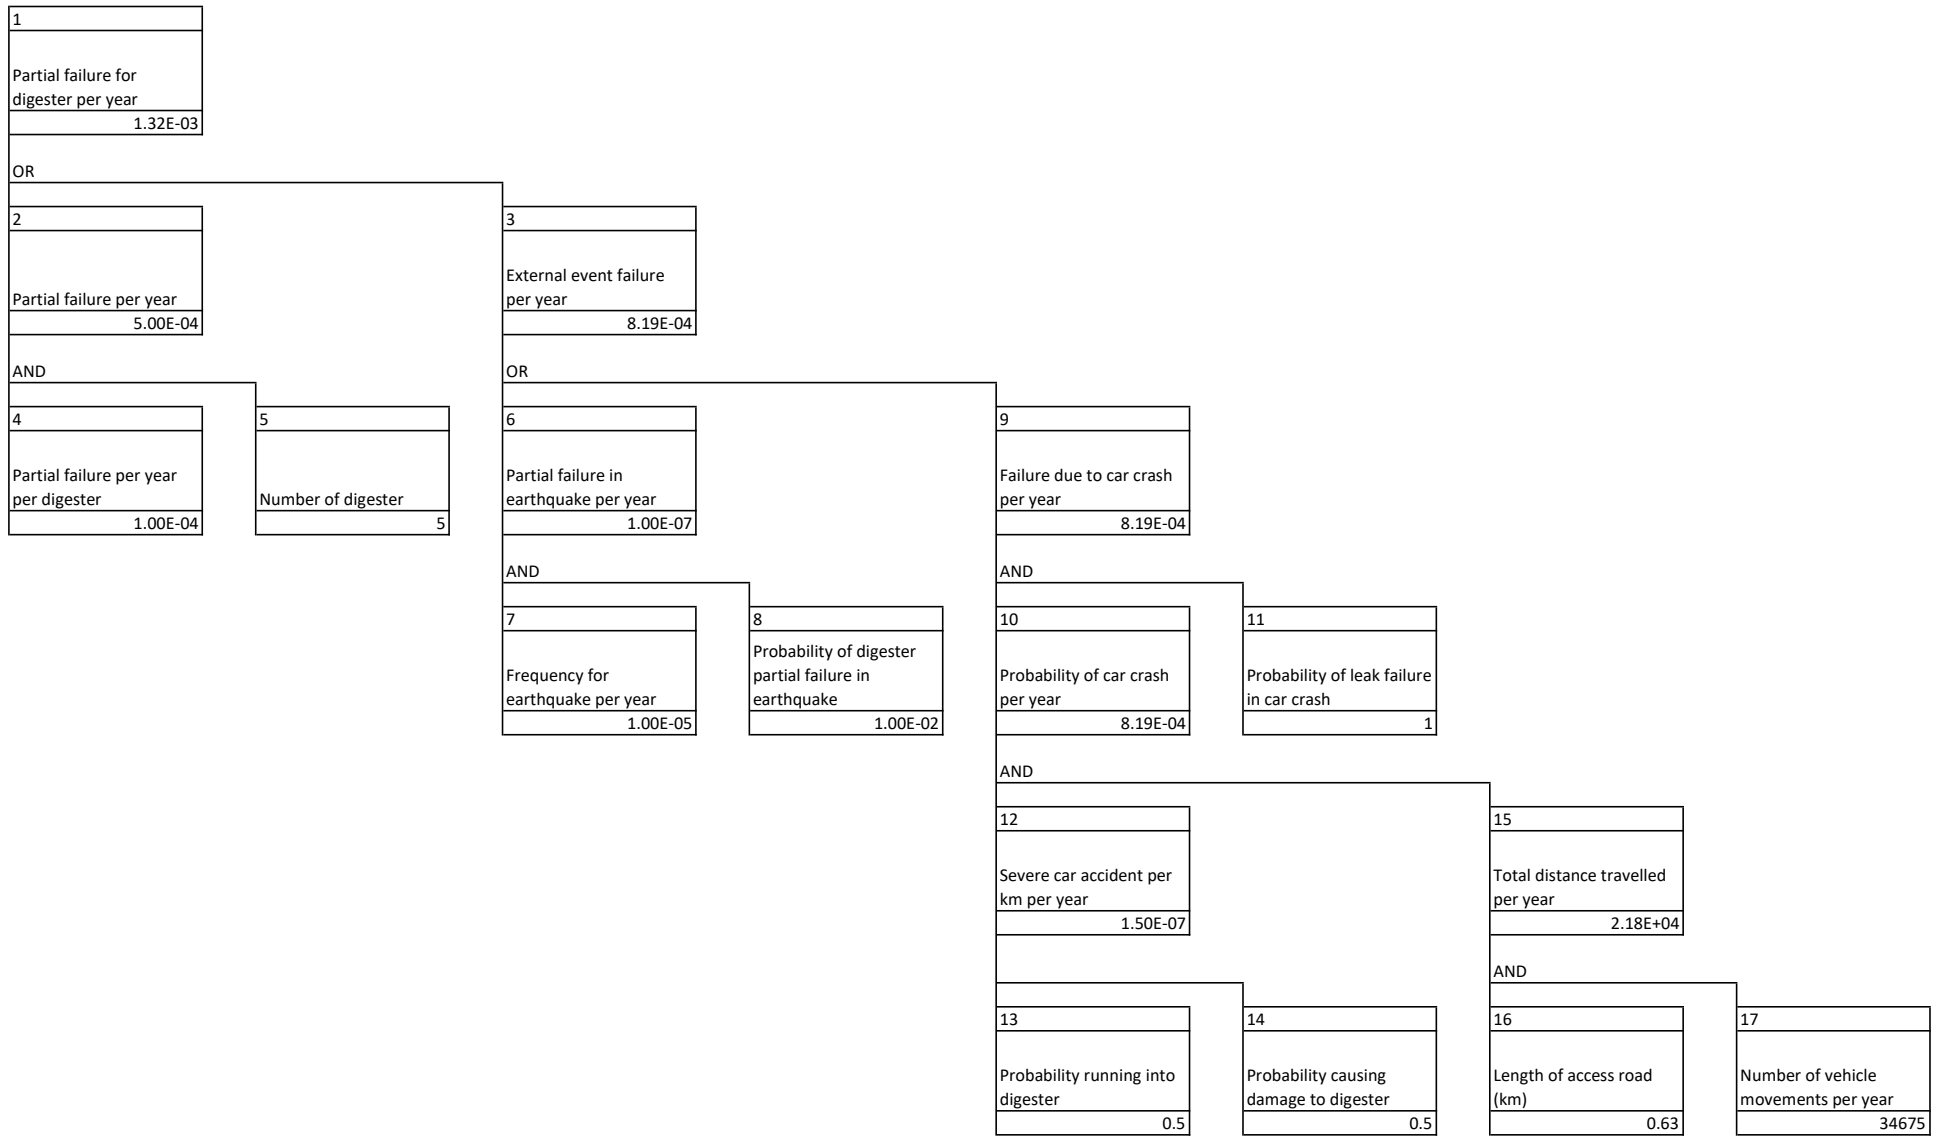 1
Partial failure for
digester per year
1.32E-03
OR
2
Partial failure per year
5.00E-04
3
External event failure
per year
8.19E-04
AND
OR
4
Partial failure per year
per digester
1.00E-04
5
Number of digester
5
6
Partial failure in
earthquake per year
1.00E-07
9
Failure due to car crash
per year
8.19E-04
AND
AND
7
Frequency for
earthquake per year
1.00E-05
8
Probability of digester
partial failure in
earthquake
1.00E-02
10
Probability of car crash
per year
8.19E-04
11
Probability of leak failure
in car crash
1
AND
12
Severe car accident per
km per year
1.50E-07
15
Total distance travelled
per year
2.18E+04
AND
13
Probability running into
digester
0.5
14
Probability causing
damage to digester
0.5
16
Length of access road
(km)
0.63
17
Number of vehicle
movements per year
34675